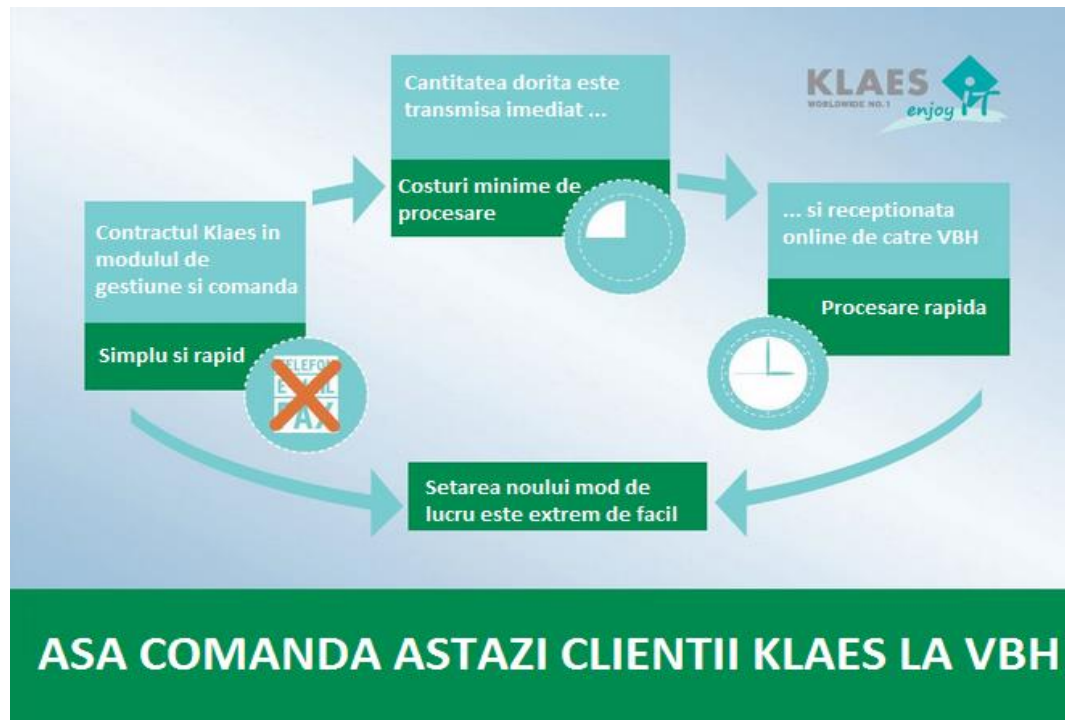 Cantitatea dorita este
transmisa imediat ...
Costuri minime de
procesare
KLAES
WORLDWIDE NO. 1
enjoy IT
Contractul Klaes in
modulul de
gestiune si comanda
Simplu si rapid
TELEFON
E-MAIL
FAX
... si receptionata
online de catre VBH
Procesare rapida
Setarea noului mod de
lucru este extrem de facil
ASA COMANDA ASTAZI CLIENTII KLAES LA VBH